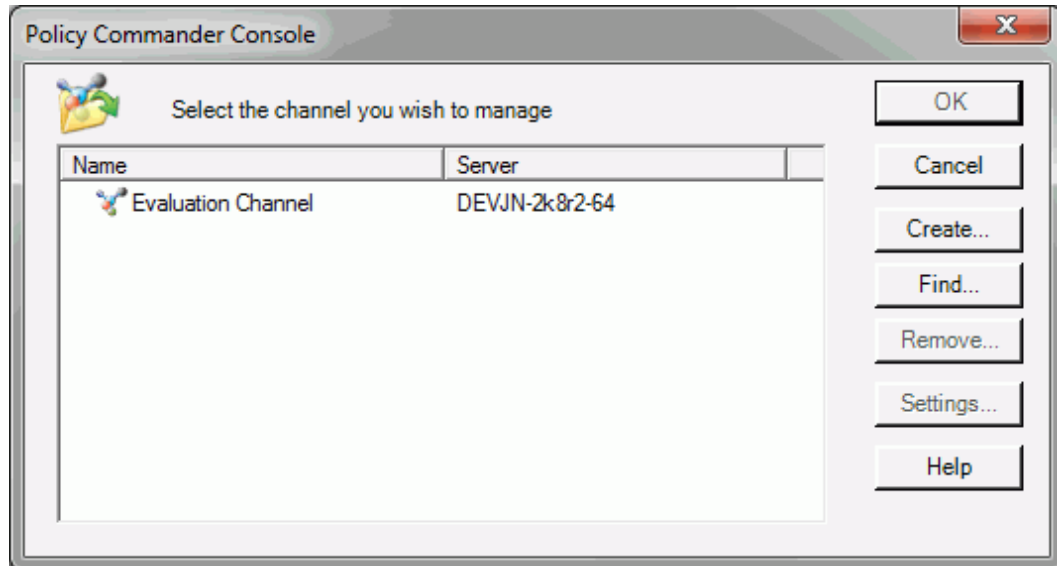 Policy Commander Console
Select the channel you wish to manage
Name Server
Evaluation Channel DEVJN-2k8r2-64
OK
Cancel
Create...
Find...
Remove...
Settings...
Help